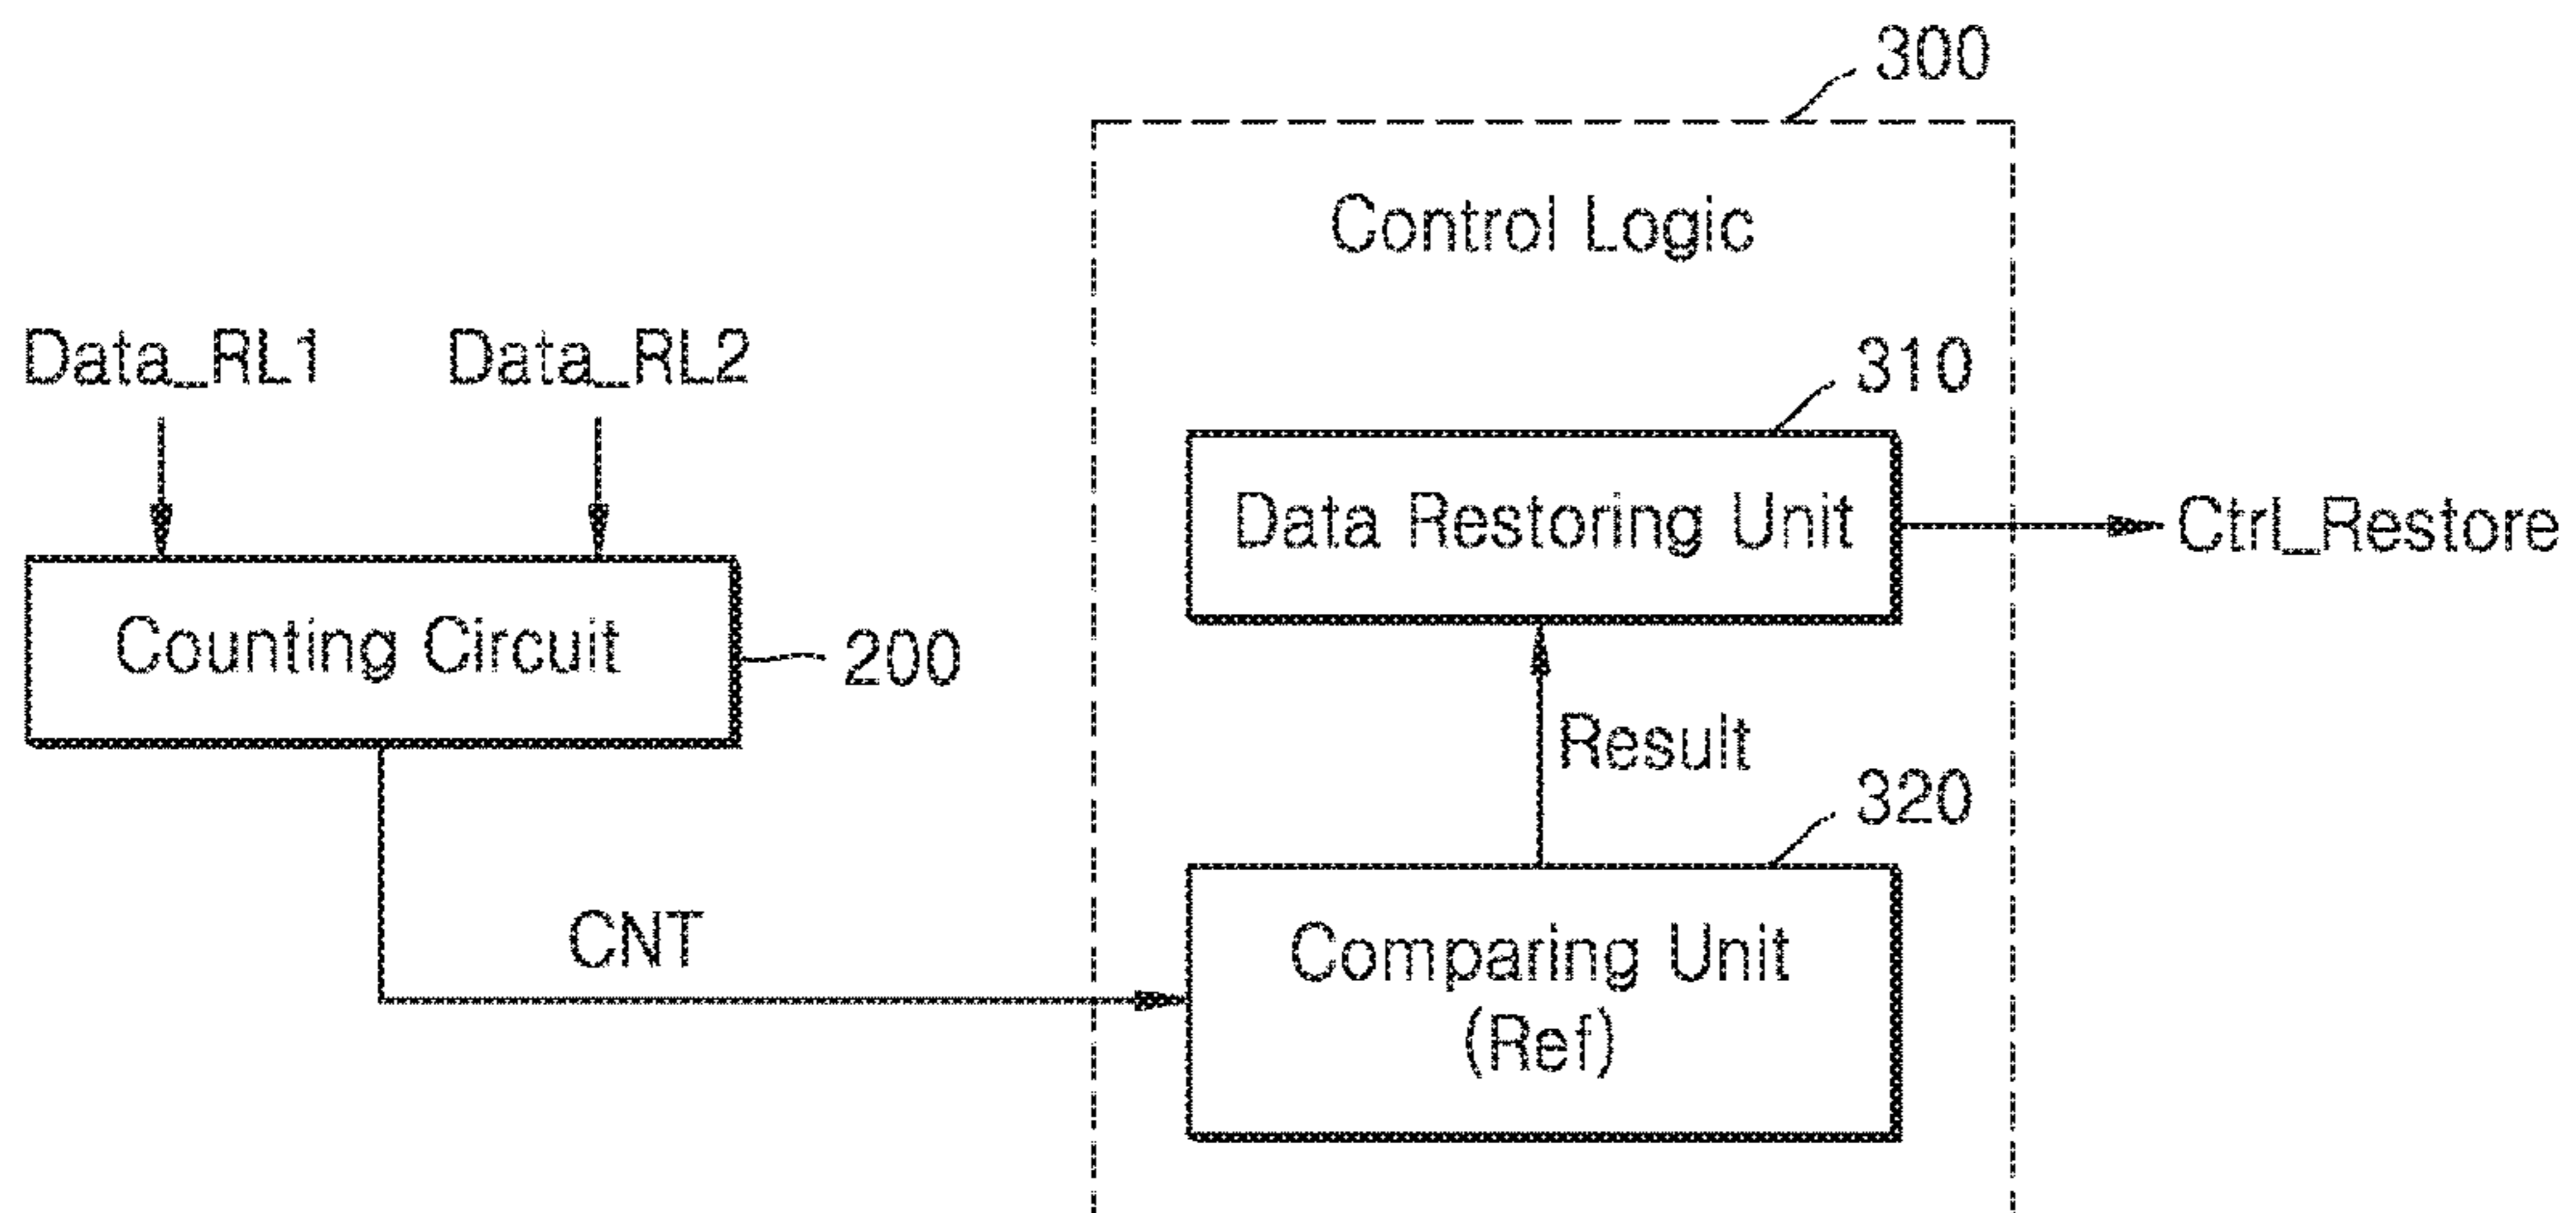 300
Control Logic
Data_RL1
Data_RL2
310
Data Restoring Unit
Ctrl_Restore
Counting Circuit
200
Result
320
CNT
Comparing Unit
(Ref)